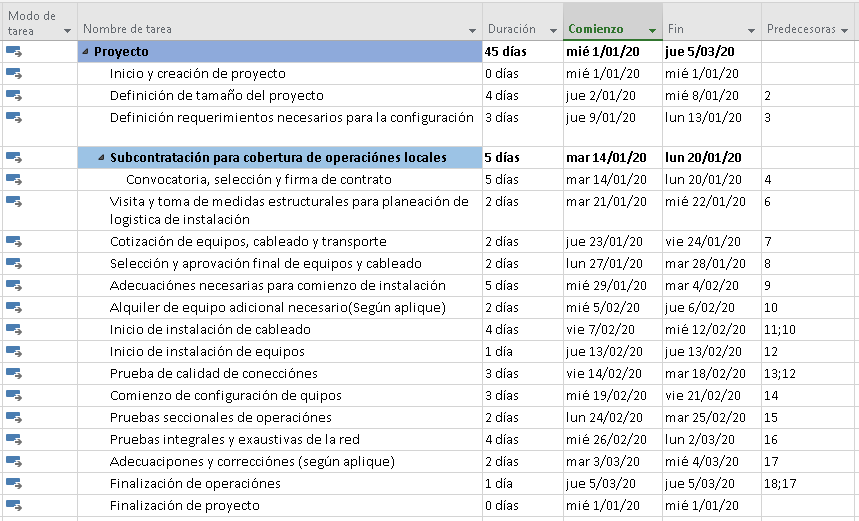 Modo de tarea Nombre de tarea Duración Comienzo Fin Predecesoras
Proyecto 45 días mié 1/01/20 jue 5/03/20
Inicio y creación de proyecto 0 días mié 1/01/20 mié 1/01/20
Definición de tamaño del proyecto 4 días jue 2/01/20 mié 8/01/20 2
Definición requerimientos necesarios para la configuración 3 días jue 9/01/20 lun 13/01/20 3
Subcontratación para cobertura de operaciónes locales 5 días mar 14/01/20 lun 20/01/20
Convocatoria, selección y firma de contrato 5 días mar 14/01/20 lun 20/01/20 4
Visita y toma de medidas estructurales para planeación de 2 días mar 21/01/20 mié 22/01/20 6
logistica de instalación
Cotización de equipos, cableado y transporte 2 días jue 23/01/20 vie 24/01/20 7
Selección y aprovación final de equipos y cableado 2 días lun 27/01/20 mar 28/01/20 8
Adecuaciónes necesarias para comienzo de instalación 5 días mié 29/01/20 mar 4/02/20 9
Alquiler de equipo adicional necesario(Según aplique) 2 días mié 5/02/20 jue 6/02/20 10
Inicio de instalación de cableado 4 días vie 7/02/20 mié 12/02/20 11;10
Inicio de instalación de equipos 1 día jue 13/02/20 jue 13/02/20 12
Prueba de calidad de conecciónes 3 días vie 14/02/20 mar 18/02/20 13;12
Comienzo de configuración de quipos 3 días mié 19/02/20 vie 21/02/20 14
Pruebas seccionales de operaciónes 2 días lun 24/02/20 mar 25/02/20 15
Pruebas integrales y exaustivas de la red 4 días mié 26/02/20 lun 2/03/20 16
Adecuacipones y correcciónes (según aplique) 2 días mar 3/03/20 mié 4/03/20 17
Finalización de operaciónes 1 día jue 5/03/20 jue 5/03/20 18;17
Finalización de proyecto 0 días mié 1/01/20 mié 1/01/20